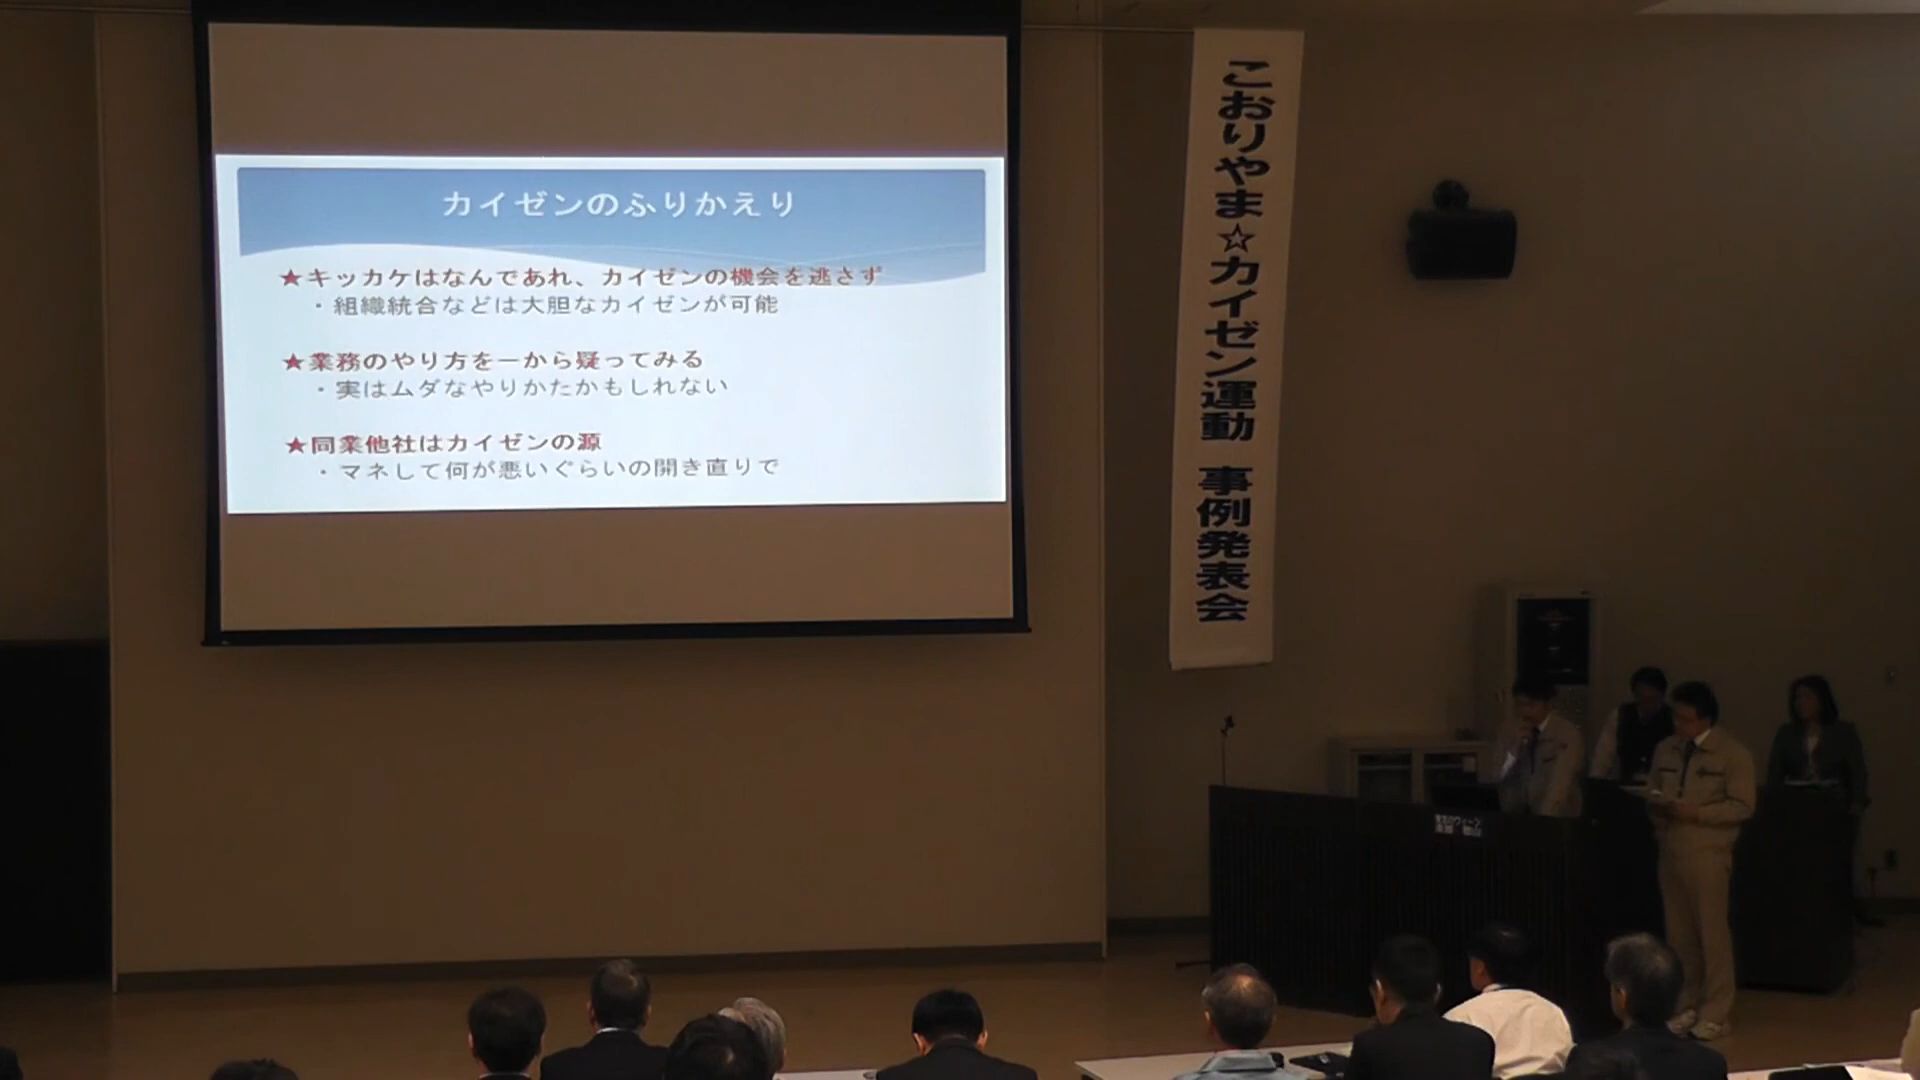 カイゼンのふりかえり
★キッカケはなんであれ、カイゼンの機会を逃さず
・組織統合などは大胆なカイゼンが可能
★業務のやり方を一から疑ってみる
・実はムダなやりかたかもしれない
★同業他社はカイゼンの源
・マネして何が悪いぐらいの開き直りで
こおりやま☆カイゼン運動 事例発表会